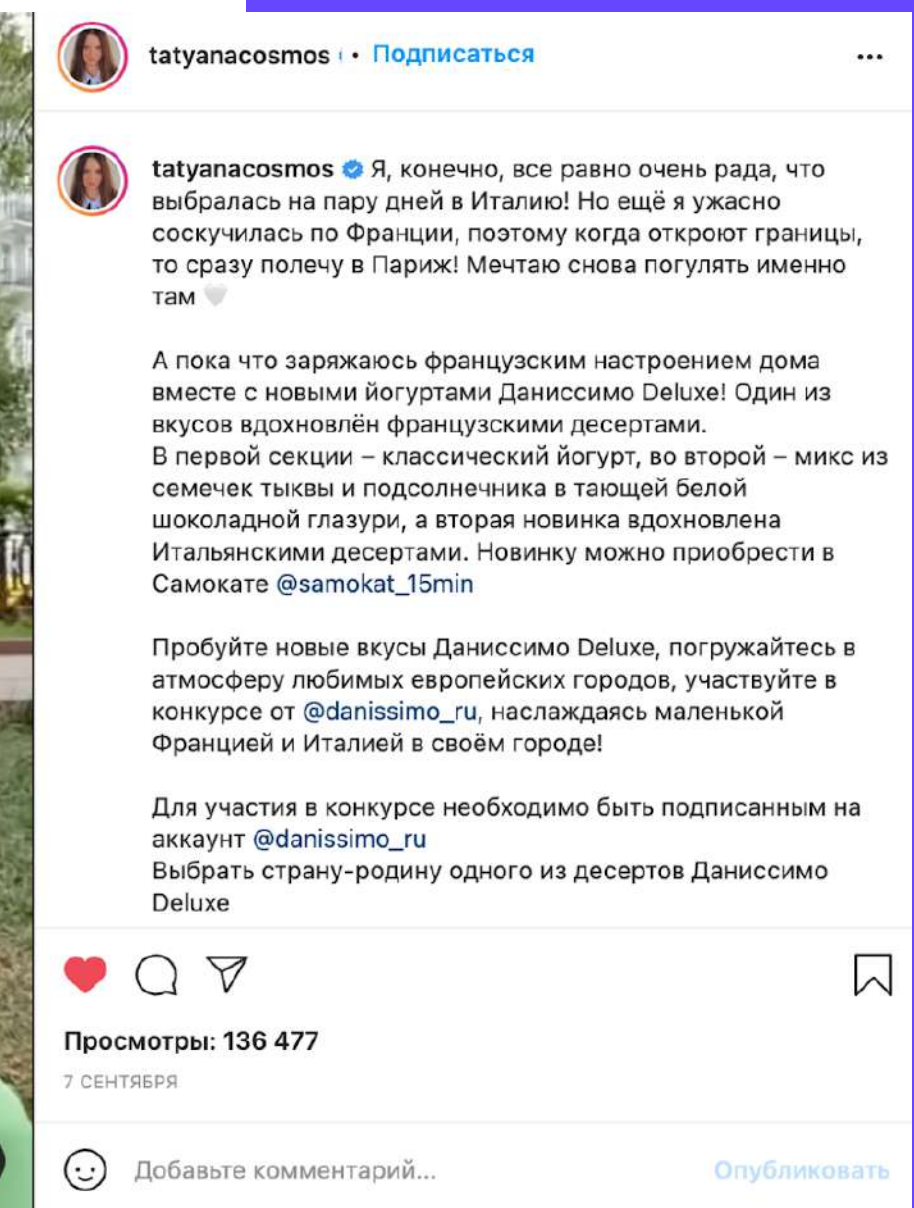 tatyanacosmos • Подписаться
tatyanacosmos Я, конечно, все равно очень рада, что
выбралась на пару дней в Италию! Но ещё я ужасно
соскучилась по Франции, поэтому когда откроют границы,
то сразу полечу в Париж! Мечтаю снова погулять именно
там 🤍
А пока что заряжаюсь французским настроением дома
вместе с новыми йогуртами Даниссимо Deluxe! Один из
вкусов вдохновлён французскими десертами.
В первой секции – классический йогурт, во второй – микс из
семечек тыквы и подсолнечника в тающей белой
шоколадной глазури, а вторая новинка вдохновлена
Итальянскими десертами. Новинку можно приобрести в
Самокате @samokat_15min
Пробуйте новые вкусы Даниссимо Deluxe, погружайтесь в
атмосферу любимых европейских городов, участвуйте в
конкурсе от @danissimo_ru, наслаждаясь маленькой
Францией и Италией в своём городе!
Для участия в конкурсе необходимо быть подписанным на
аккаунт @danissimo_ru
Выбрать страну-родину одного из десертов Даниссимо
Deluxe
Просмотры: 136 477
7 СЕНТЯБРЯ
Добавьте комментарий... Опубликовать